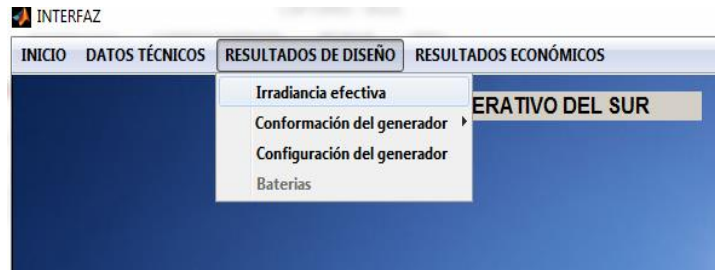 INTERFAZ
INICIO DATOS TÉCNICOS RESULTADOS DE DISEÑO RESULTADOS ECONÓMICOS
Irradiancia efectiva
ERATIVO DEL SUR
Conformación del generador
Configuración del generador
Baterias